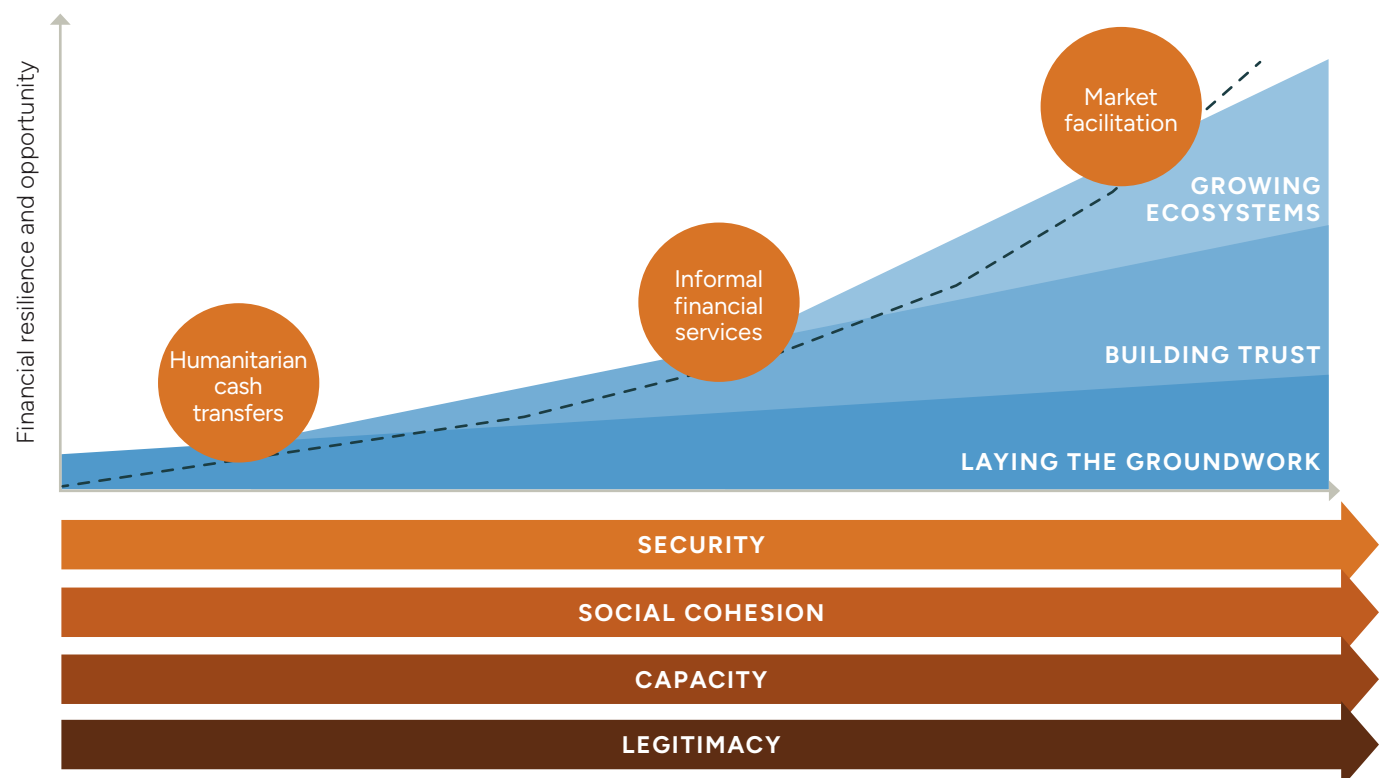 Financial resilience and opportunity
Market
facilitation
GROWING
ECOSYSTEMS
Informal
financial
services
Humanitarian
cash
transfers
BUILDING TRUST
LAYING THE GROUNDWORK
SECURITY
SOCIAL COHESION
CAPACITY
LEGITIMACY